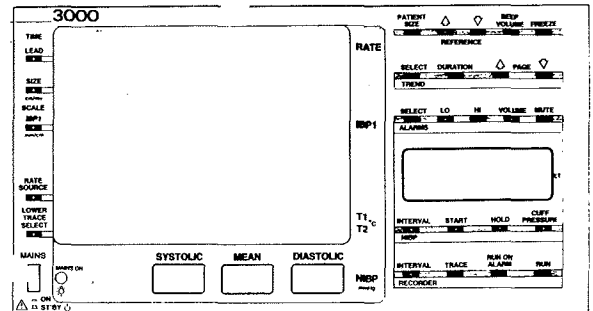 3000
TIME
LEAD
SIZE
SCALE
IBP1
RATE
SOURCE
LOWER
TRACE
SELECT
MAINS
MAINS ON
ON
ST'BY
RATE
IBP1
T1 °C
T2
SYSTOLIC MEAN DIASTOLIC
NIBP
PATIENT SIZE BEEP VOLUME FREEZE
REFERENCE
SELECT DURATION PAGE
TREND
SELECT LO HI VOLUME MUTE
ALARMS
INTERVAL START HOLD CUFF PRESSURE
NIBP
INTERVAL TRACE RUN ON ALARM RUN
RECORDER